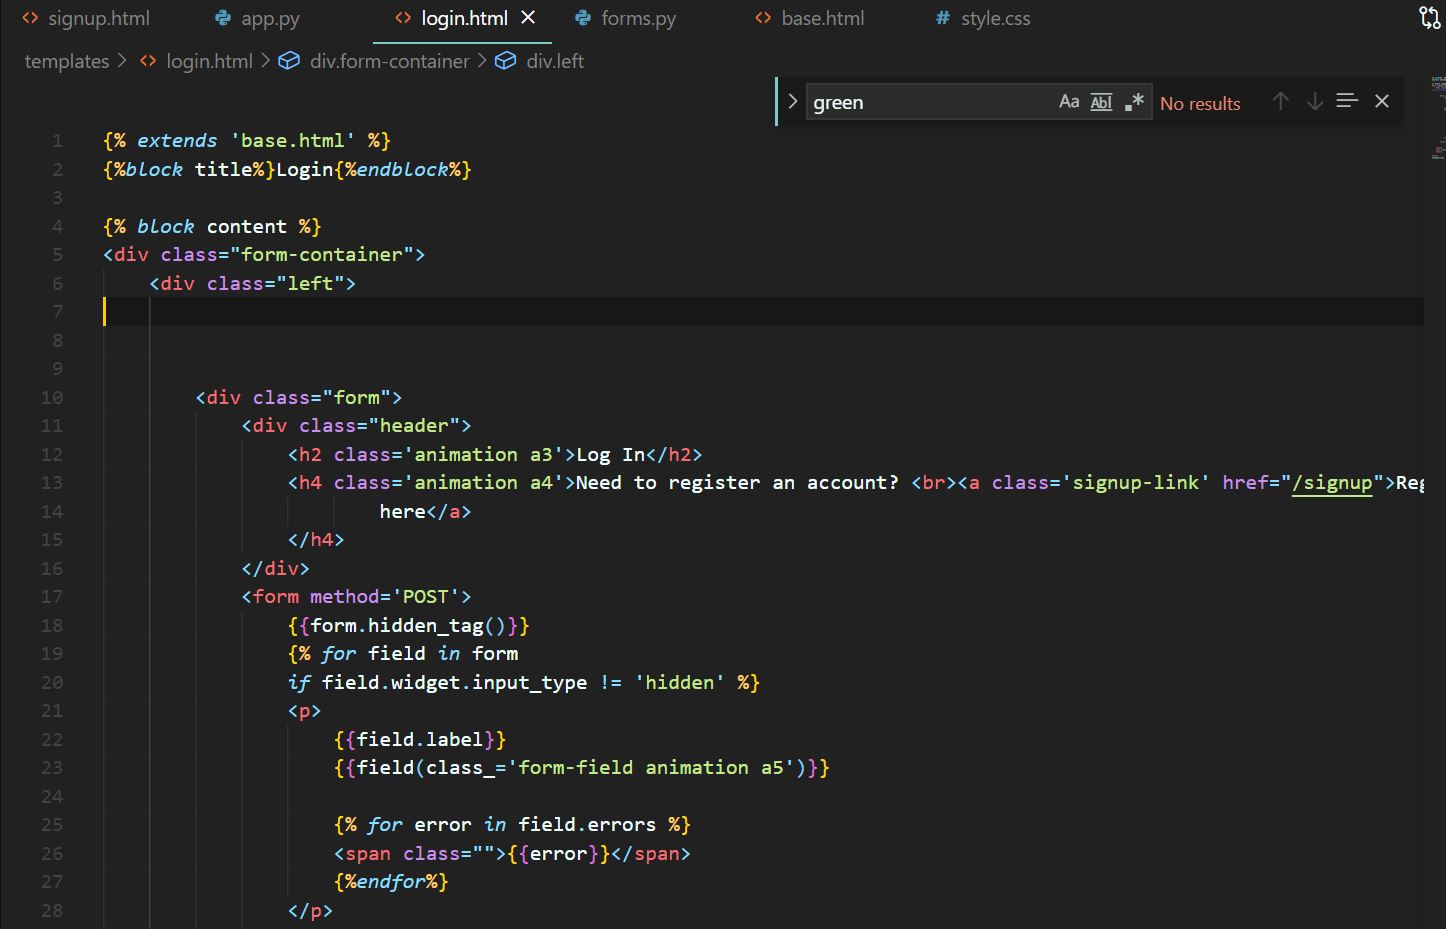 <> signup.html app.py <> login.html × forms.py <> base.html # style.css
templates > <> login.html > div.form-container > div.left
> green Aa Abl .* No results ↑ ↓ ×
1 {% extends 'base.html' %}
2 {%block title%}Login{%endblock%}
3
4 {% block content %}
5 <div class="form-container">
6 <div class="left">
7
8
9
10 <div class="form">
11 <div class="header">
12 <h2 class='animation a3'>Log In</h2>
13 <h4 class='animation a4'>Need to register an account? <br><a class='signup-link' href="/signup">Reg
14 here</a>
15 </h4>
16 </div>
17 <form method='POST'>
18 {{form.hidden_tag()}}
19 {% for field in form
20 if field.widget.input_type != 'hidden' %}
21 <p>
22 {{field.label}}
23 {{field(class_='form-field animation a5')}}
24
25 {% for error in field.errors %}
26 <span class="">{{error}}</span>
27 {%endfor%}
28 </p>